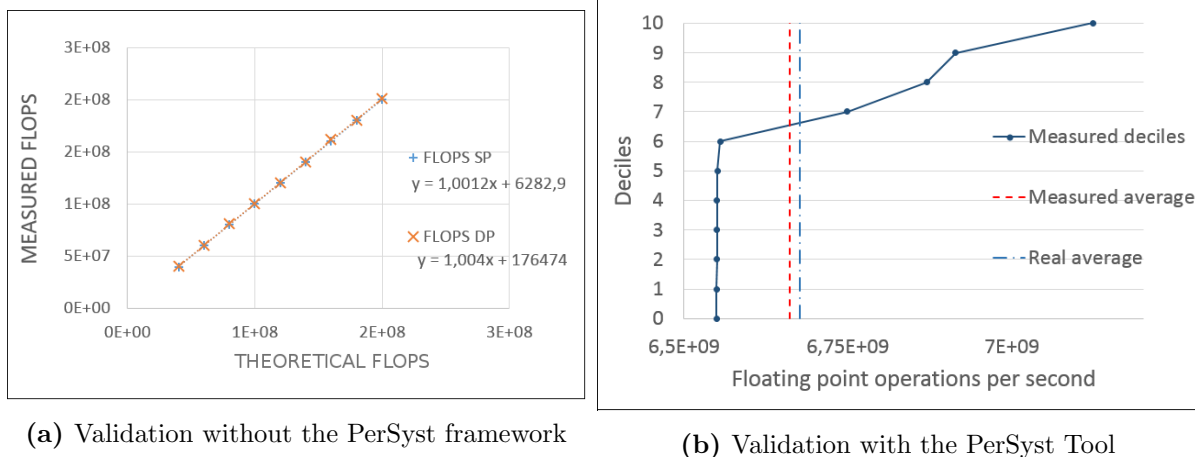 3E+08
2E+08
2E+08
1E+08
5E+07
0E+00
MEASURED FLOPS
0E+00
1E+08
2E+08
3E+08
THEORETICAL FLOPS
FLOPS SP
y = 1,0012x + 6282,9
FLOPS DP
y = 1,004x + 176474
(a) Validation without the PerSyst framework
10
9
8
7
6
5
4
3
2
1
0
Deciles
6,5E+09
6,75E+09
7E+09
Floating point operations per second
Measured deciles
Measured average
Real average
(b) Validation with the PerSyst Tool